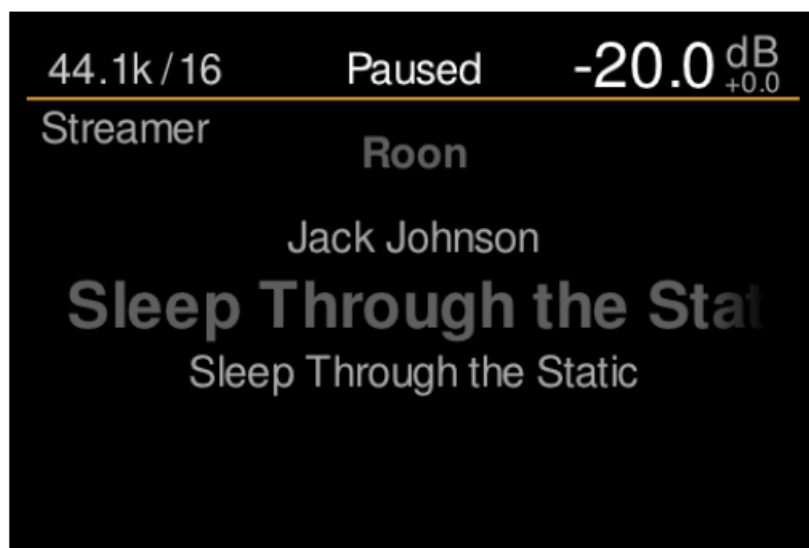 44.1k/16 Paused -20.0 dB
+0.0
Streamer
Roon
Jack Johnson
Sleep Through the Stat
Sleep Through the Static